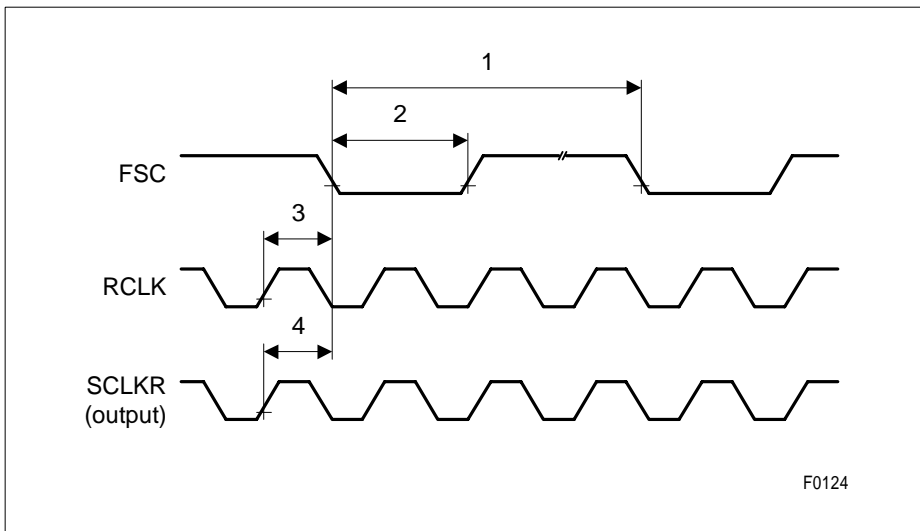 1
2
FSC
3
RCLK
4
SCLKR
(output)
F0124